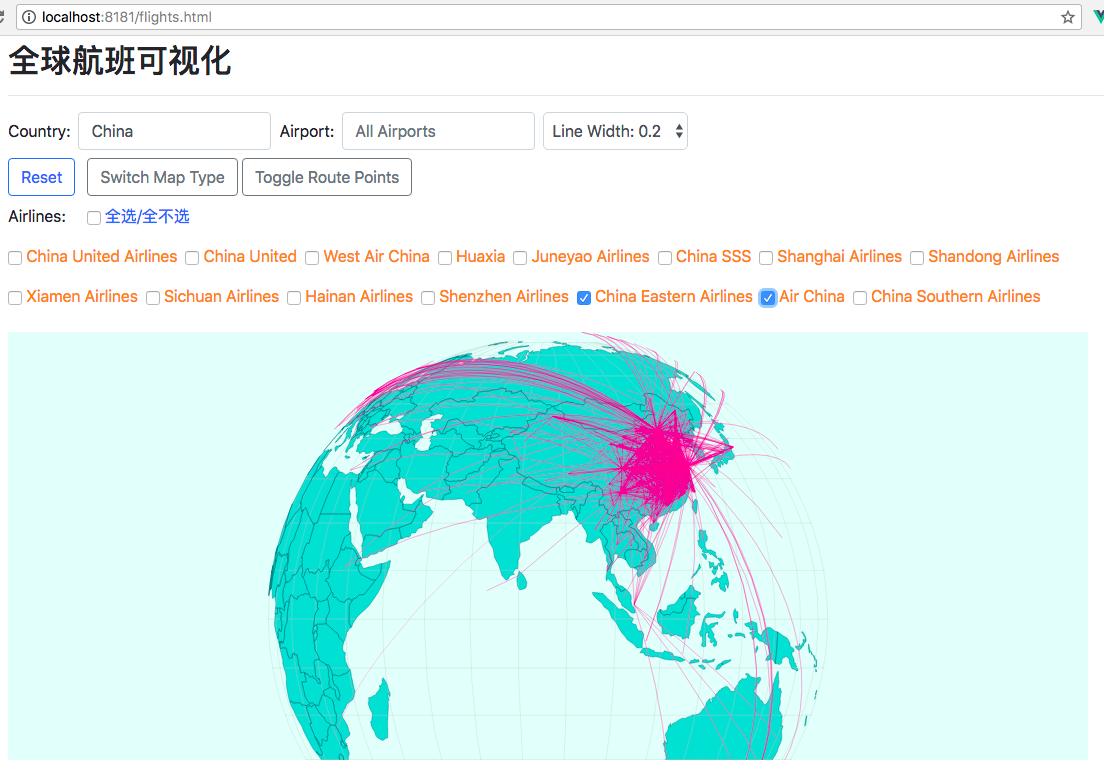 localhost:8181/flights.html
全球航班可视化
Country: China Airport: All Airports Line Width: 0.2
Reset Switch Map Type Toggle Route Points
Airlines: 全选/全不选
China United Airlines China United West Air China Huaxia Juneyao Airlines China SSS Shanghai Airlines Shandong Airlines
Xiamen Airlines Sichuan Airlines Hainan Airlines Shenzhen Airlines China Eastern Airlines Air China China Southern Airlines